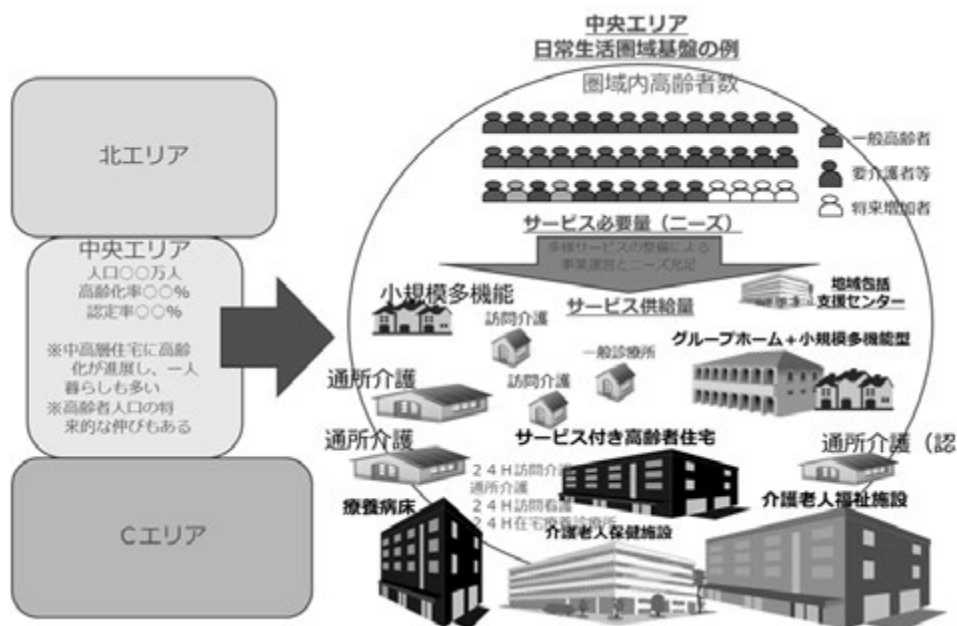 中央エリア
日常生活圏域基盤の例
圏域内高齢者数
一般高齢者
要介護者等
将来増加者
サービス必要量（ニーズ）
多様サービスの整備による
事業運営とニーズ充足
サービス供給量
北エリア
中央エリア
人口○○万人
高齢化率○○%
認定率○○%
※中高層住宅に高齢
化が進展し、一人
暮らしも多い
※高齢者人口の将
来的な伸びもある
Cエリア
小規模多機能
訪問介護
地域包括
支援センター
一般診療所
グループホーム＋小規模多機能型
通所介護
訪問介護
通所介護
サービス付き高齢者住宅
通所介護（認
２４Ｈ訪問介護
通所介護
２４Ｈ訪問看護
２４Ｈ在宅療養診療所
療養病床
介護老人保健施設
介護老人福祉施設